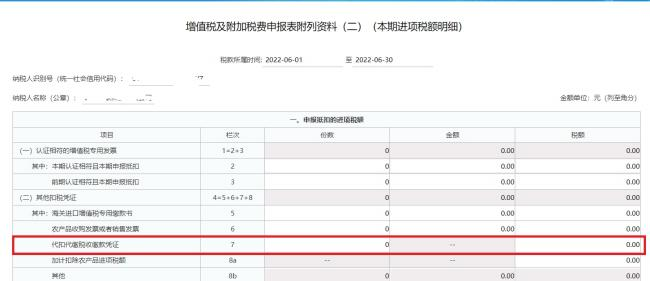 增值税及附加税费申报表附列资料（二）（本期进项税额明细）
税款所属时间: 2022-06-01 至 2022-06-30
纳税人识别号（统一社会信用代码）：
纳税人名称（公章）： 金额单位：元（列至角分）
一、申报抵扣的进项税额
项目 栏次 份数 金额 税额
(一) 认证相符的增值税专用发票 1=2+3 0 0.00 0.00
其中：本期认证相符且本期申报抵扣 2 0 0.00 0.00
前期认证相符且本期申报抵扣 3 0 0.00 0.00
(二) 其他扣税凭证 4=5+6+7+8 0 0.00 0.00
其中：海关进口增值税专用缴款书 5 0 0.00 0.00
农产品收购发票或者销售发票 6 0 0.00 0.00
代扣代缴税收缴款凭证 7 0 -- 0.00
加计扣除农产品进项税额 8a -- -- 0.00
其他 8b 0 0.00 0.00